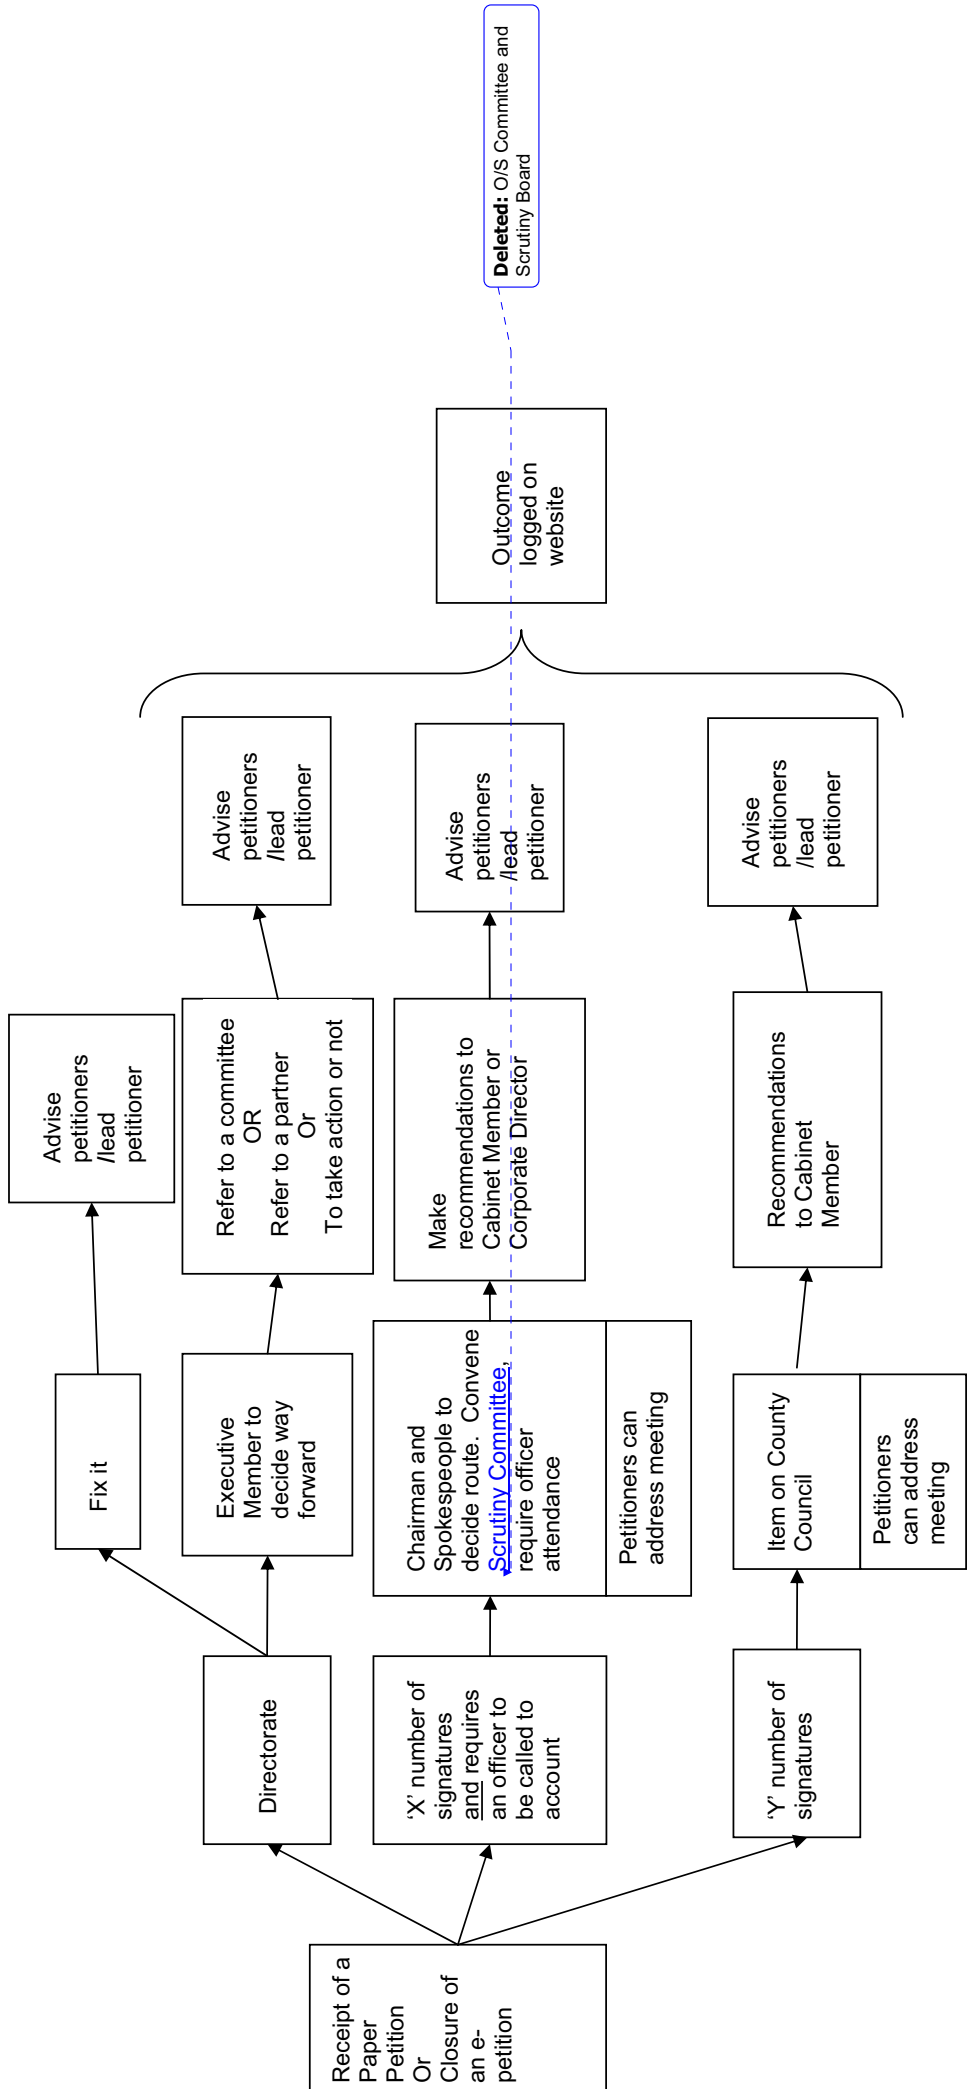 Receipt of a
Paper
Petition
Or
Closure of
an e-
petition
Directorate
Fix it
Advise
petitioners
/lead
petitioner
Executive
Member to
decide way
forward
Refer to a committee
OR
Refer to a partner
Or
To take action or not
Advise
petitioners
/lead
petitioner
‘X’ number of
signatures
and requires
an officer to
be called to
account
Chairman and
Spokespeople to
decide route.  Convene
Scrutiny Committee,
require officer
attendance
Petitioners can
address meeting
Make
recommendations to
Cabinet Member or
Corporate Director
Advise
petitioners
/lead
petitioner
‘Y’ number of
signatures
Item on County
Council
Petitioners
can address
meeting
Recommendations
to Cabinet
Member
Advise
petitioners
/lead
petitioner
Outcome
logged on
website
Deleted: O/S Committee and
Scrutiny Board